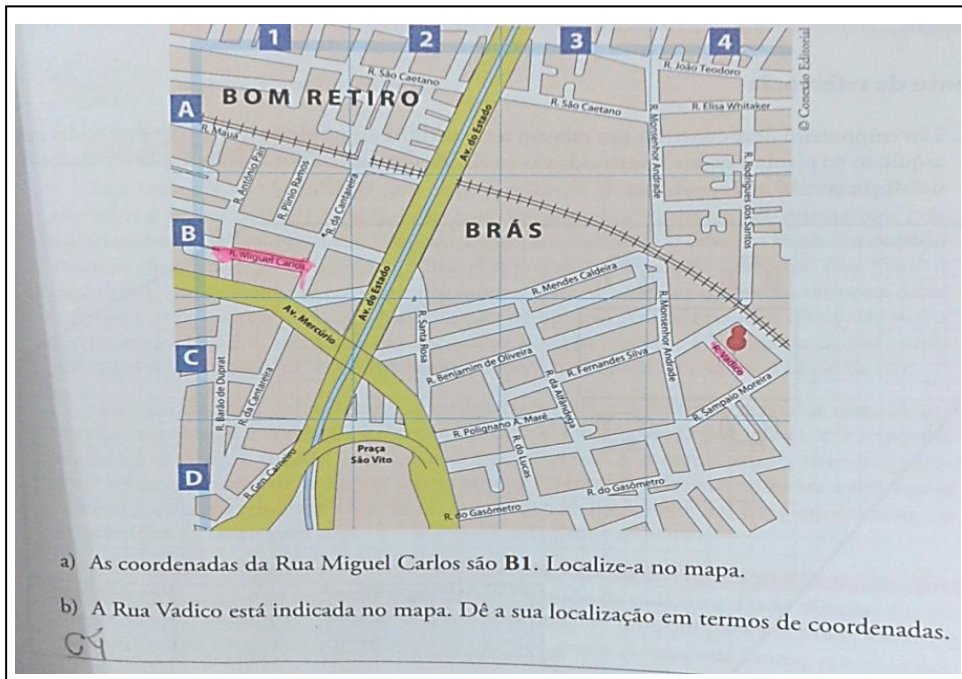 1 2 3 4
R. São Caetano
R. João Teodoro
BOM RETIRO
R. São Caetano
R. Elisa Whitaker
© Conexão Editorial
A
R. Mauá
Av. do Estado
R. Monsenhor Andrade
R. Rodrigues dos Santos
R. Antônio Pais
R. Plínio Ramos
R. da Cantareira
B
BRÁS
R. Miguel Carlos
R. Mendes Caldeira
Av. do Estado
Av. Mercúrio
R. Santa Rosa
R. Monsenhor Andrade
C
R. Vadico
R. Benjamim de Oliveira
R. Fernandes Silva
R. Barão de Duprat
R. da Cantareira
R. da Alfândega
R. Sampaio Moreira
R. Polignano A. Maré
Praça
São Vito
R. do Lucas
D
R. Gen. Carneiro
R. do Gasômetro
R. do Gasômetro
a) As coordenadas da Rua Miguel Carlos são B1. Localize-a no mapa.
b) A Rua Vadico está indicada no mapa. Dê a sua localização em termos de coordenadas.
C4